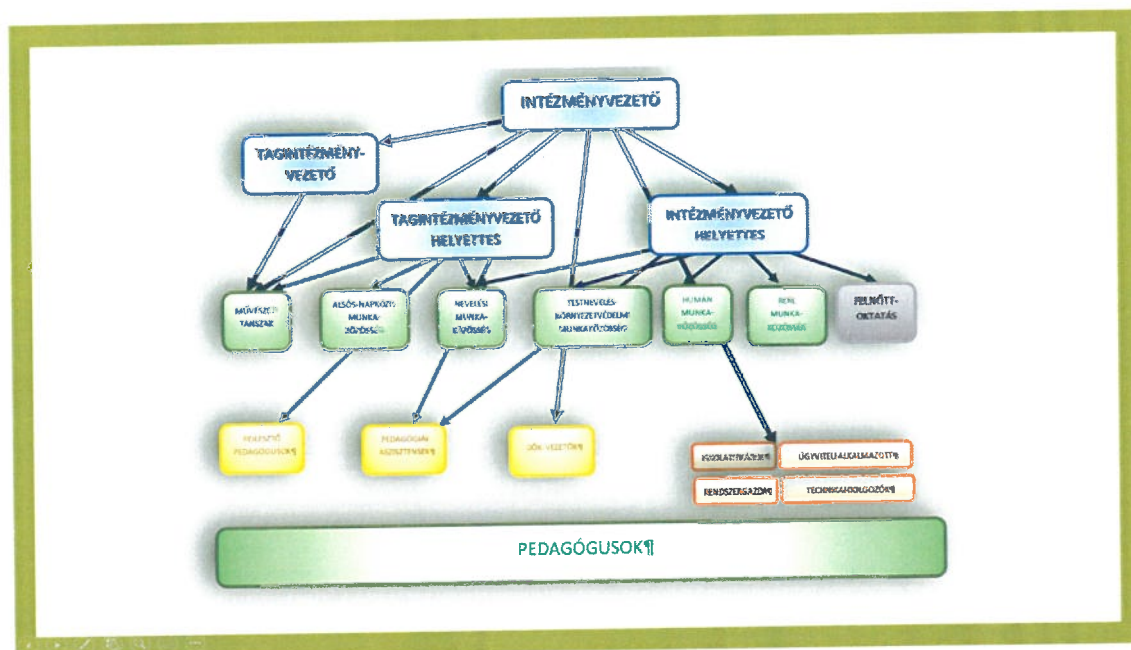 INTÉZMÉNYVEZETŐ
TAGINTÉZMÉNY-
VEZETŐ
TAGINTÉZMÉNYVEZETŐ
HELYETTES
INTÉZMÉNYVEZETŐ
HELYETTES
MŰVÉSZETI
TANSZAK
ALSÓS-NAPKÖZIS
MUNKA-
KÖZÖSSÉG
NEVELÉSI
MUNKA-
KÖZÖSSÉG
TESTNEVELÉS-
KÖRNYEZETVÉDELMI
MUNKAKÖZÖSSÉG
HUMÁN
MUNKA-
KÖZÖSSÉG
REÁL
MUNKA-
KÖZÖSSÉG
FELNŐTT-
OKTATÁS
FEJLESZTŐ
PEDAGÓGUSOK¶
PEDAGÓGIAI
ASSZISZTENSEK¶
DÖK-VEZETŐK¶
ISKOLATITKÁROK¶
ÜGYVITELI ALKALMAZOTT¶
RENDSZERGAZDA¶
TECHNIKAI DOLGOZÓK¶
PEDAGÓGUSOK¶